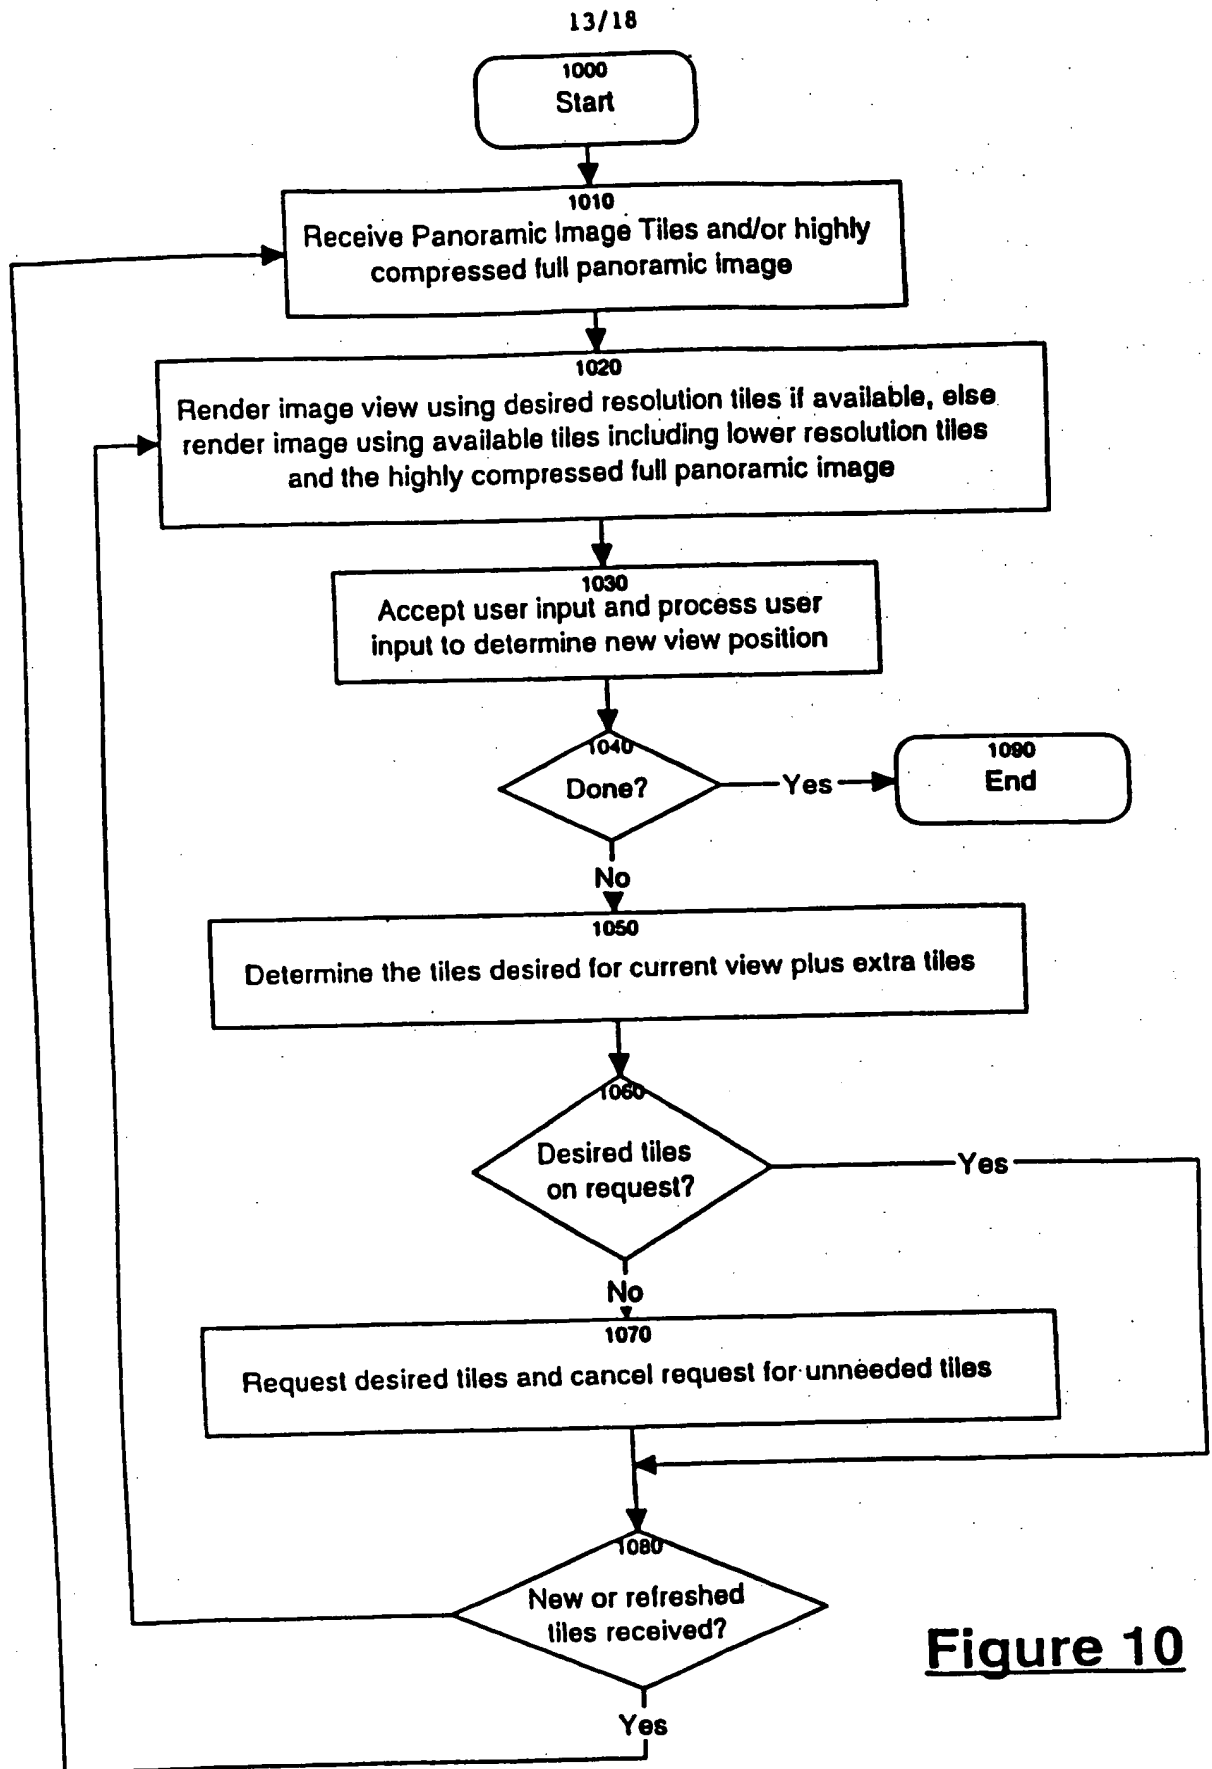 13/18
1000
Start
1010
Receive Panoramic Image Tiles and/or highly
compressed full panoramic image
1020
Render image view using desired resolution tiles if available, else
render image using available tiles including lower resolution tiles
and the highly compressed full panoramic image
1030
Accept user input and process user
input to determine new view position
1040
Done?
Yes
1090
End
No
1050
Determine the tiles desired for current view plus extra tiles
1060
Desired tiles
on request?
Yes
No
1070
Request desired tiles and cancel request for unneeded tiles
1080
New or refreshed
tiles received?
Yes
Figure 10